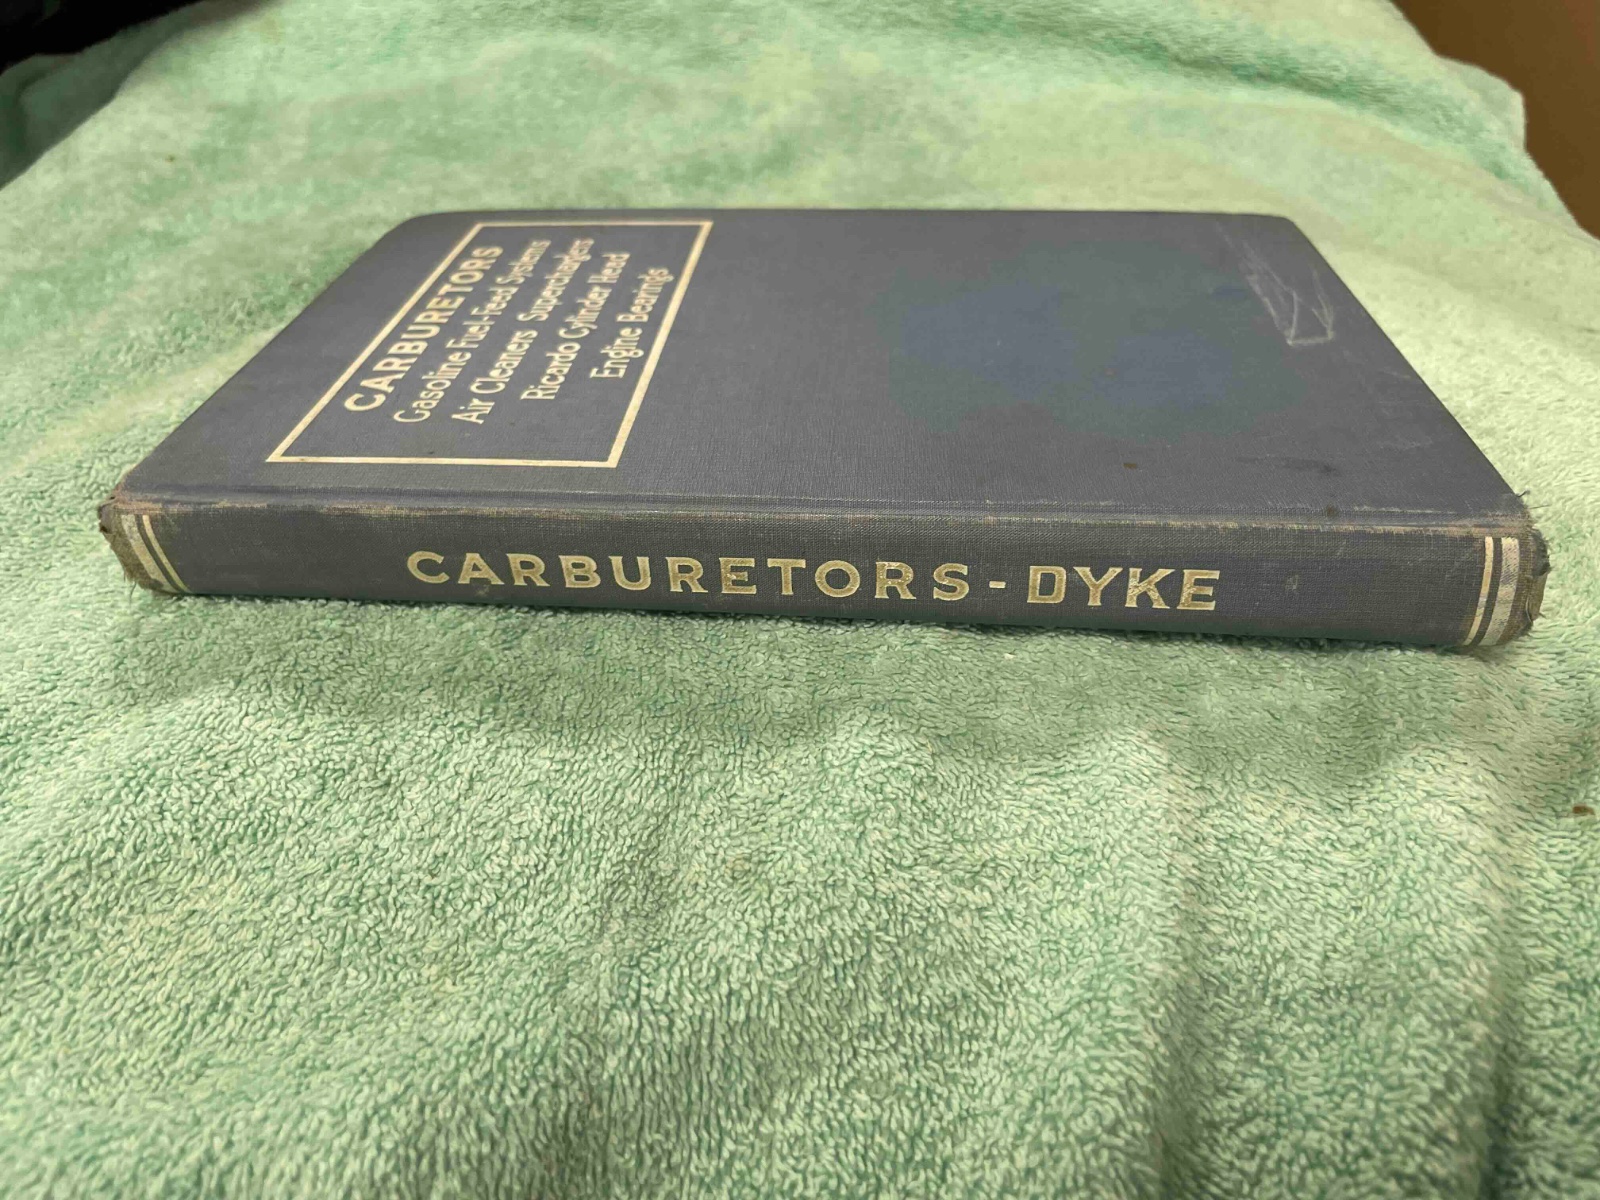 CARBURETORS
Gasoline Fuel-Feed Systems
Air Cleaners Superchargers
Ricardo Cylinder Head
Engine Bearings
CARBURETORS - DYKE